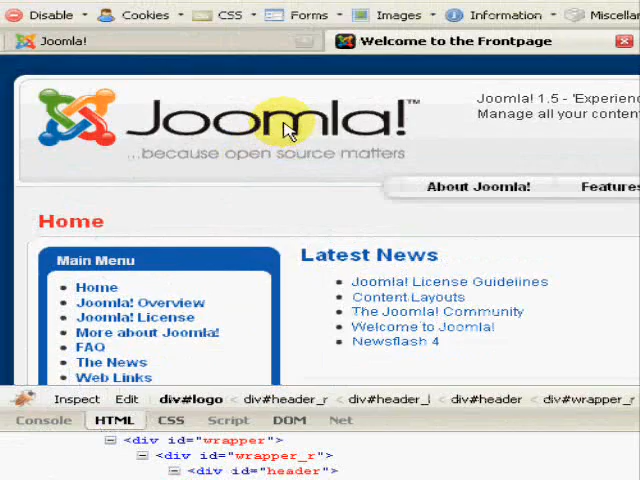 Disable Cookies CSS Forms Images Information Miscella
Joomla! Welcome to the Frontpage
Joomla!™
...because open source matters
Joomla! 1.5 - 'Experienc
Manage all your content
About Joomla! Features
Home
Main Menu
Home
Joomla! Overview
Joomla! License
More about Joomla!
FAQ
The News
Web Links
Latest News
Joomla! License Guidelines
Content Layouts
The Joomla! Community
Welcome to Joomla!
Newsflash 4
Inspect Edit div#logo < div#header_r < div#header_l < div#header < div#wrapper_r <
Console HTML CSS Script DOM Net
<div id="wrapper">
<div id="wrapper_r">
<div id="header">